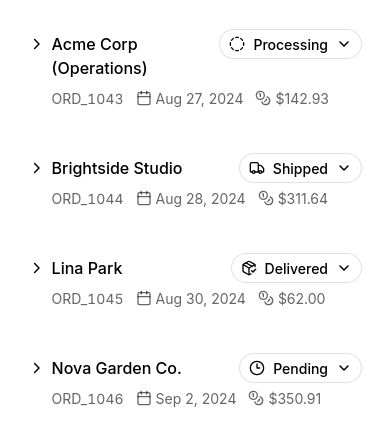 Acme Corp Processing
(Operations)
ORD_1043 Aug 27, 2024 $142.93
Brightside Studio Shipped
ORD_1044 Aug 28, 2024 $311.64
Lina Park Delivered
ORD_1045 Aug 30, 2024 $62.00
Nova Garden Co. Pending
ORD_1046 Sep 2, 2024 $350.91